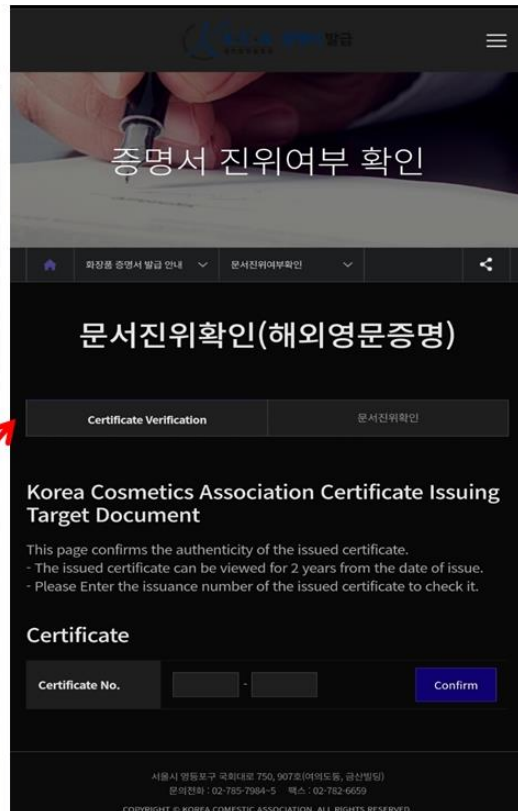 발급
증명서 진위여부 확인
화장품 증명서 발급 안내
문서진위여부확인
문서진위확인(해외영문증명)
Certificate Verification
문서진위확인
Korea Cosmetics Association Certificate Issuing
Target Document
This page confirms the authenticity of the issued certificate.
- The issued certificate can be viewed for 2 years from the date of issue.
- Please Enter the issuance number of the issued certificate to check it.
Certificate
Certificate No.
-
Confirm
서울시 영등포구 국회대로 750, 907호(여의도동, 금산빌딩)
문의전화 : 02-785-7984~5 팩스 : 02-782-6659
COPYRIGHT © KOREA COMESTIC ASSOCIATION. ALL RIGHTS RESERVED.